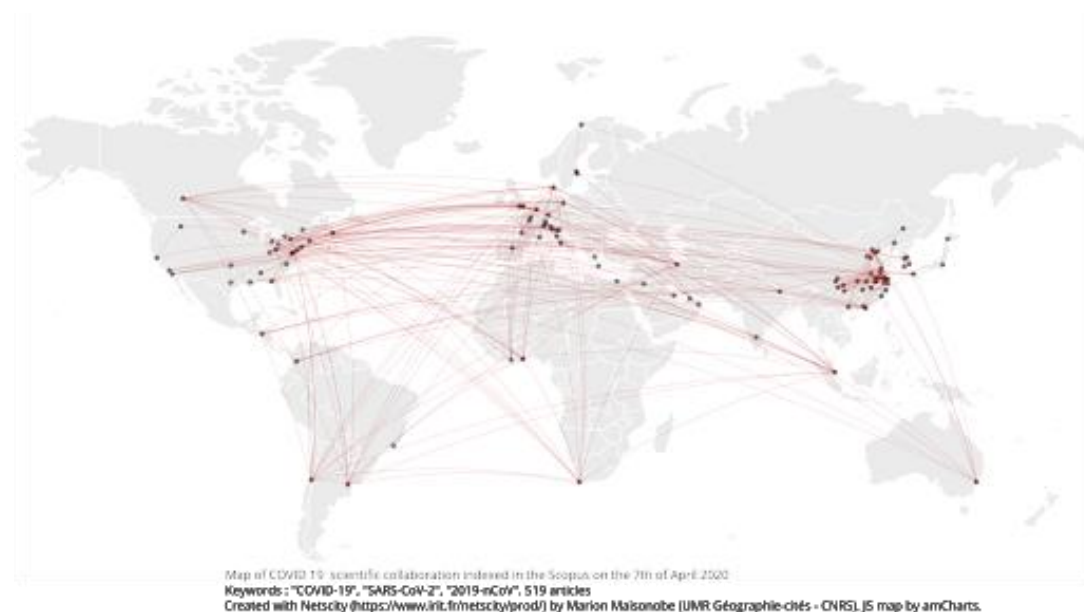 Map of COVID 19 scientific collaboration indexed in the Scopus on the 7th of April 2020
Keywords : "COVID-19", "SARS-CoV-2", "2019-nCoV", 519 articles
Created with Netscity (https://www.irit.fr/netscity/prod/) by Marion Maisonobe (UMR Géographie-cités - CNRS). JS map by amCharts.